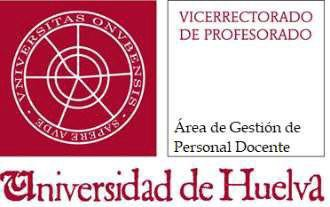 VNIVERSITAS ONVBENSIS - SAPERE AVDE -
VICERRECTORADO
DE PROFESORADO
Área de Gestión de
Personal Docente
Universidad de Huelva